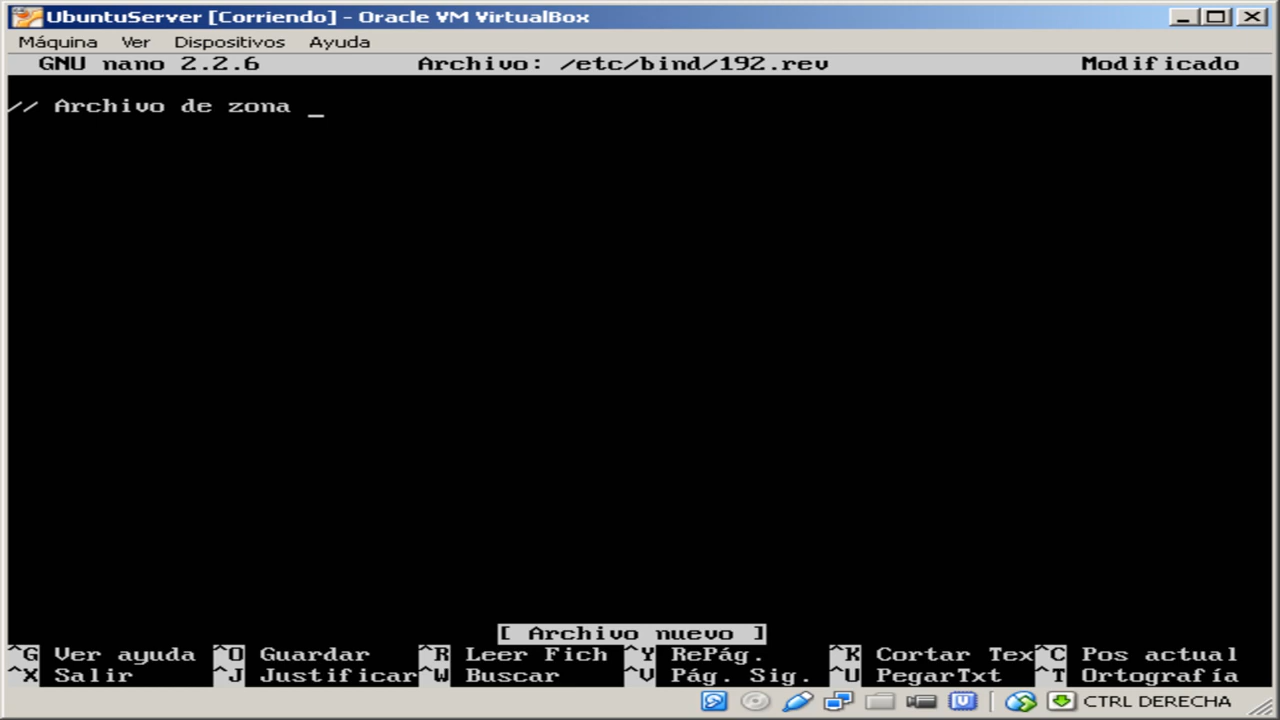 UbuntuServer [Corriendo] - Oracle VM VirtualBox
Máquina Ver Dispositivos Ayuda
GNU nano 2.2.6 Archivo: /etc/bind/192.rev Modificado
// Archivo de zona _
[ Archivo nuevo ]
^G Ver ayuda ^O Guardar ^R Leer Fich ^Y RePág. ^K Cortar Tex^C Pos actual
^X Salir ^J Justificar^W Buscar ^V Pág. Sig. ^U PegarTxt ^T Ortografía
CTRL DERECHA